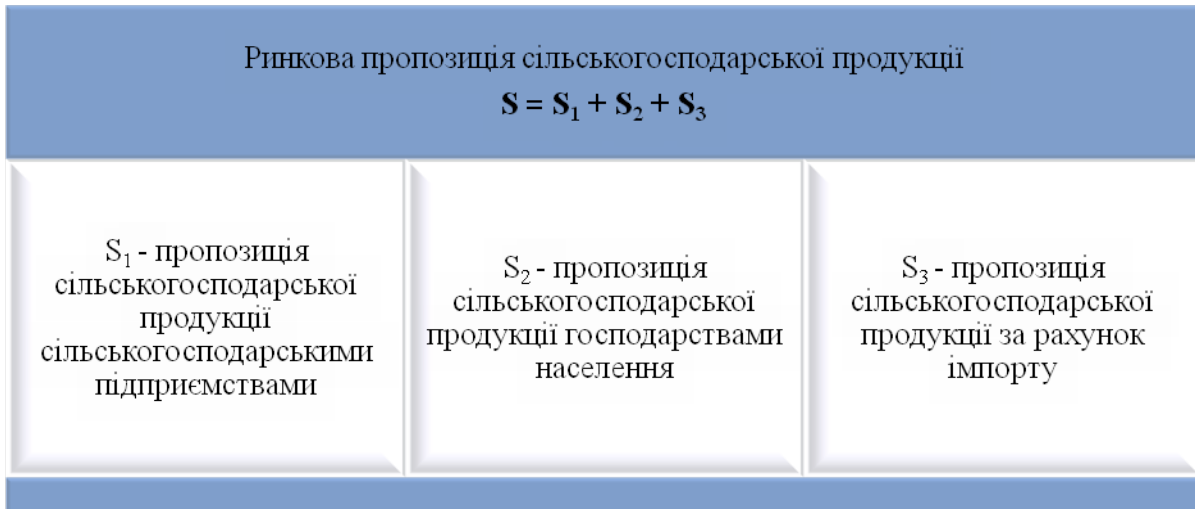 Ринкова пропозиція сільськогосподарської продукції
S = S₁ + S₂ + S₃
S₁ - пропозиція
сільськогосподарської
продукції
сільськогосподарськими
підприємствами
S₂ - пропозиція
сільськогосподарської
продукції господарствами
населення
S₃ - пропозиція
сільськогосподарської
продукції за рахунок
імпорту